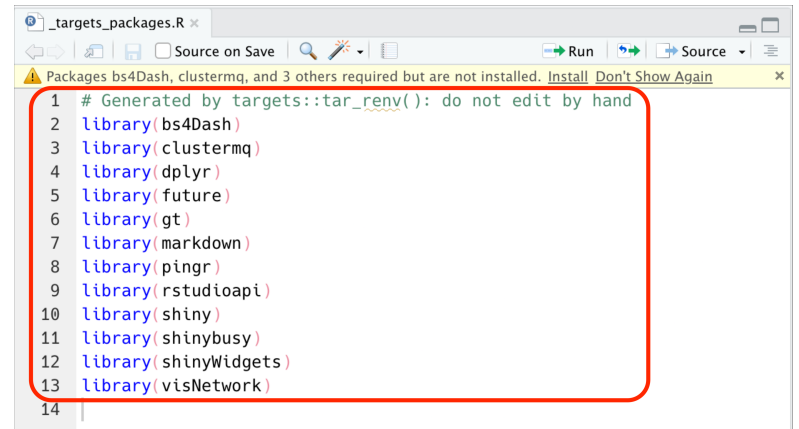 _targets_packages.R ×
Source on Save Run Source
Packages bs4Dash, clustermq, and 3 others required but are not installed. Install Don't Show Again ×
1 # Generated by targets::tar_renv(): do not edit by hand
2 library(bs4Dash)
3 library(clustermq)
4 library(dplyr)
5 library(future)
6 library(gt)
7 library(markdown)
8 library(pingr)
9 library(rstudioapi)
10 library(shiny)
11 library(shinybusy)
12 library(shinyWidgets)
13 library(visNetwork)
14